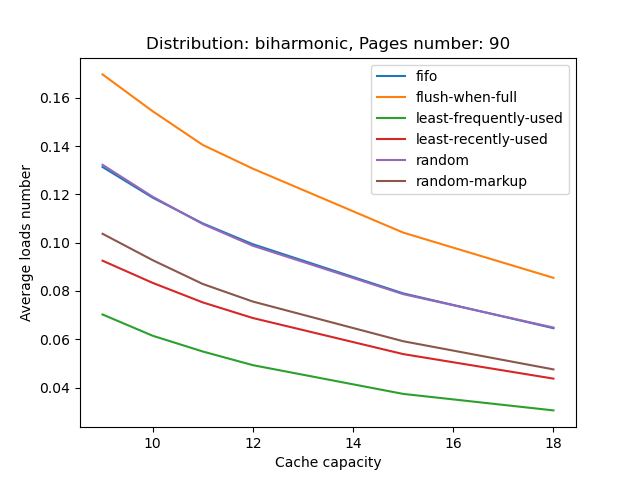 Distribution: biharmonic, Pages number: 90
fifo
flush-when-full
least-frequently-used
least-recently-used
random
random-markup
Average loads number
0.16
0.14
0.12
0.10
0.08
0.06
0.04
10 12 14 16 18
Cache capacity